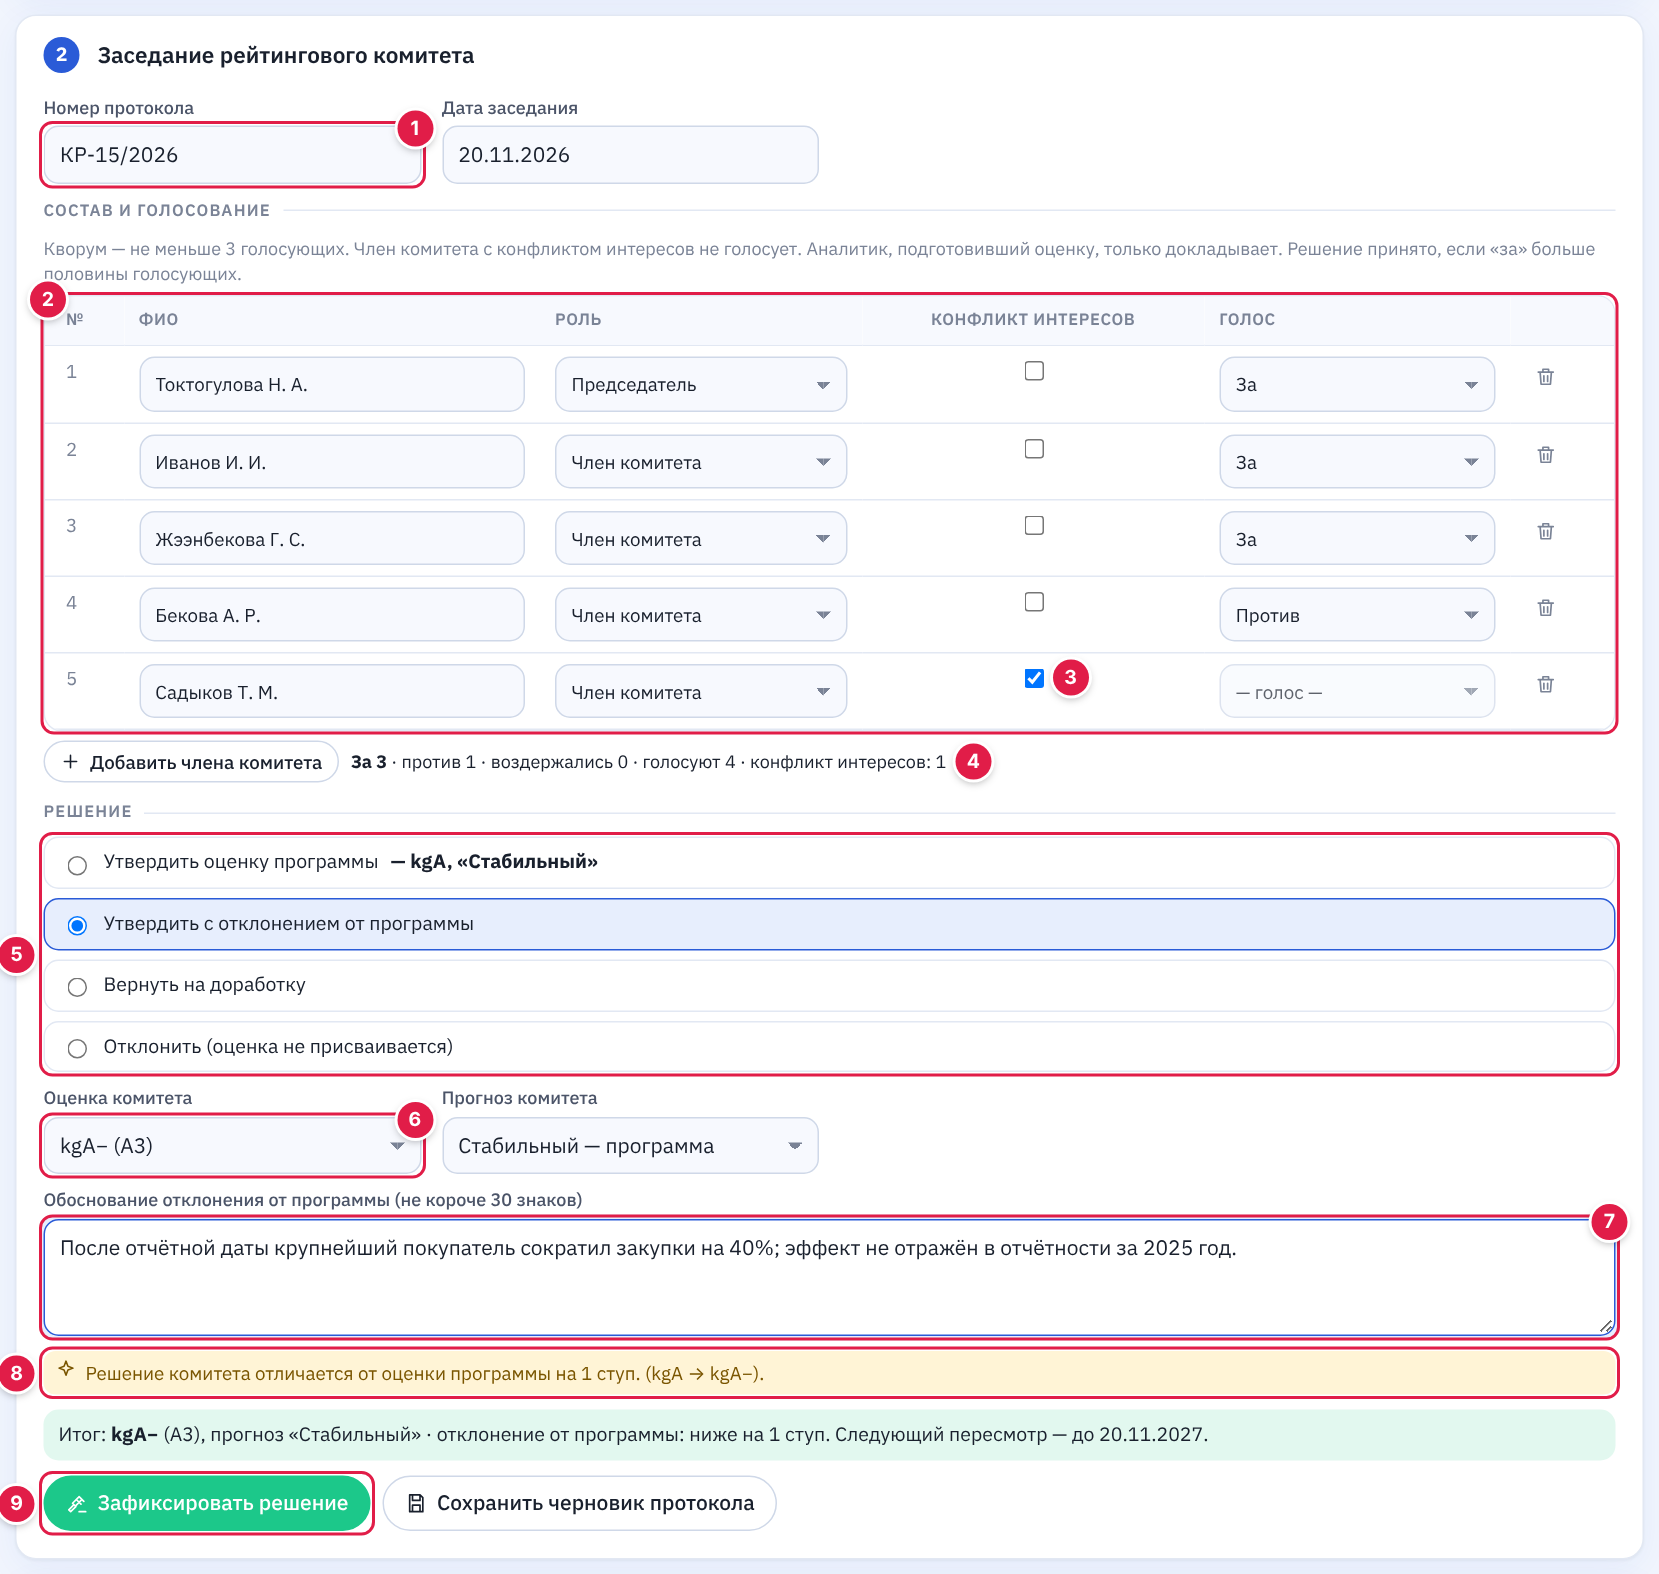 2 Заседание рейтингового комитета
Номер протокола
Дата заседания
1
КР-15/2026
20.11.2026
СОСТАВ И ГОЛОСОВАНИЕ
Кворум — не меньше 3 голосующих. Член комитета с конфликтом интересов не голосует. Аналитик, подготовивший оценку, только докладывает. Решение принято, если «за» больше
половины голосующих.
2
№ ФИО РОЛЬ КОНФЛИКТ ИНТЕРЕСОВ ГОЛОС
1 Токтогулова Н. А. Председатель За
2 Иванов И. И. Член комитета За
3 Жээнбекова Г. С. Член комитета За
4 Бекова А. Р. Член комитета Против
5 Садыков Т. М. Член комитета 3 — голос —
+ Добавить члена комитета За 3 · против 1 · воздержались 0 · голосуют 4 · конфликт интересов: 1 4
РЕШЕНИЕ
Утвердить оценку программы — kgA, «Стабильный»
Утвердить с отклонением от программы
5
Вернуть на доработку
Отклонить (оценка не присваивается)
Оценка комитета
Прогноз комитета
6
kgA− (A3)
Стабильный — программа
Обоснование отклонения от программы (не короче 30 знаков)
7
После отчётной даты крупнейший покупатель сократил закупки на 40%; эффект не отражён в отчётности за 2025 год.
8 Решение комитета отличается от оценки программы на 1 ступ. (kgA → kgA−).
Итог: kgA− (A3), прогноз «Стабильный» · отклонение от программы: ниже на 1 ступ. Следующий пересмотр — до 20.11.2027.
9 Зафиксировать решение Сохранить черновик протокола